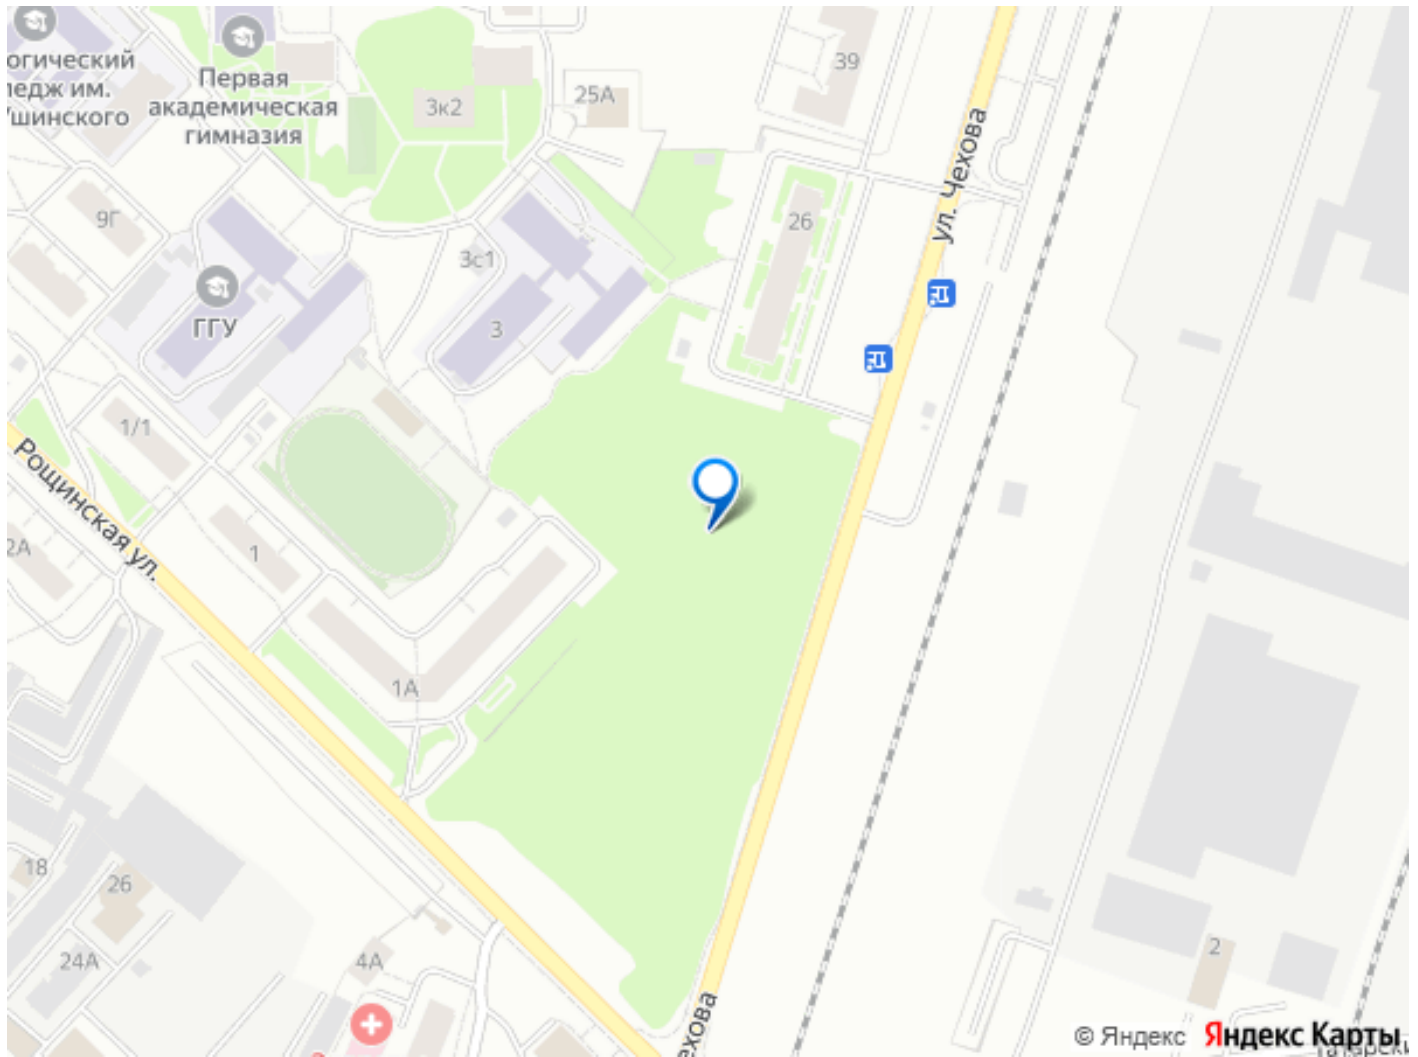 огический
ледж им.
Ушинского
Первая
академическая
гимназия
3к2
25А
39
26
ул. Чехова
9Г
3с1
3
ГГУ
1/1
Рощинская ул.
2А
1
1А
18
26
24А
4А
2
ехова
© Яндекс Яндекс Карты